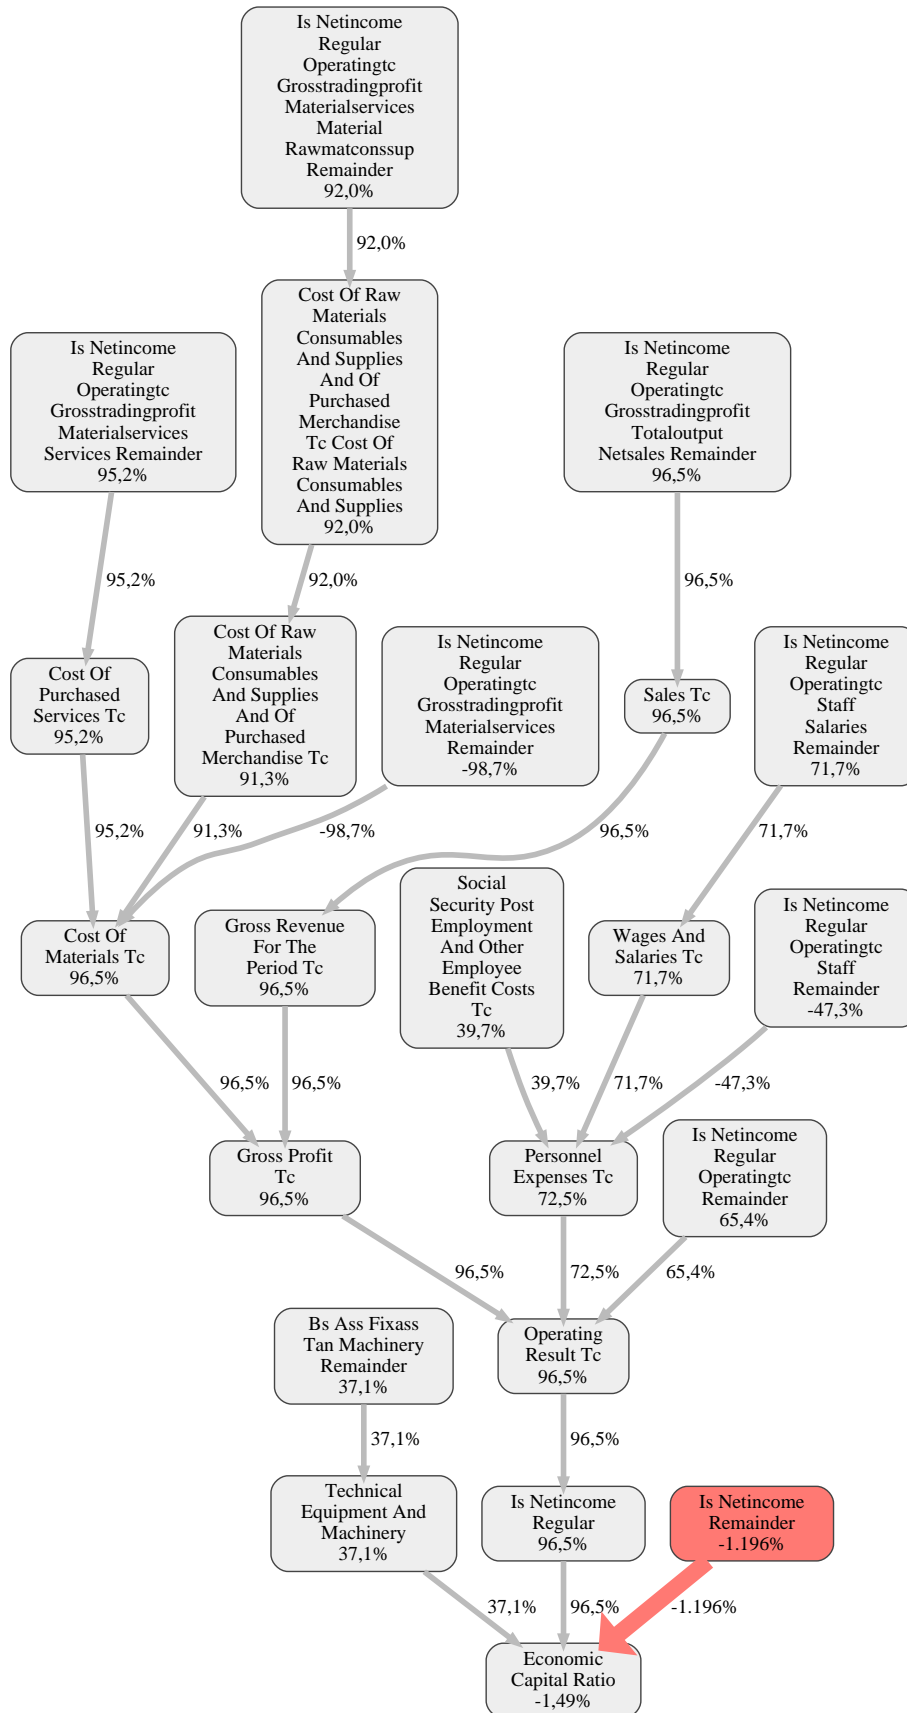 Is Netincome
Regular
Operatingtc
Grosstradingprofit
Materialservices
Material
Rawmatconssup
Remainder
92,0%
92,0%
Cost Of Raw
Materials
Consumables
And Supplies
And Of
Purchased
Merchandise
Tc Cost Of
Raw Materials
Consumables
And Supplies
92,0%
Is Netincome
Regular
Operatingtc
Grosstradingprofit
Materialservices
Services Remainder
95,2%
Is Netincome
Regular
Operatingtc
Grosstradingprofit
Totaloutput
Netsales Remainder
96,5%
95,2%
92,0%
96,5%
Cost Of
Purchased
Services Tc
95,2%
Cost Of Raw
Materials
Consumables
And Supplies
And Of
Purchased
Merchandise Tc
91,3%
Is Netincome
Regular
Operatingtc
Grosstradingprofit
Materialservices
Remainder
-98,7%
Sales Tc
96,5%
Is Netincome
Regular
Operatingtc
Staff
Salaries
Remainder
71,7%
95,2%
91,3%
-98,7%
96,5%
71,7%
Cost Of
Materials Tc
96,5%
Gross Revenue
For The
Period Tc
96,5%
Social
Security Post
Employment
And Other
Employee
Benefit Costs
Tc
39,7%
Wages And
Salaries Tc
71,7%
Is Netincome
Regular
Operatingtc
Staff
Remainder
-47,3%
96,5%
96,5%
39,7%
71,7%
-47,3%
Gross Profit
Tc
96,5%
Personnel
Expenses Tc
72,5%
Is Netincome
Regular
Operatingtc
Remainder
65,4%
96,5%
72,5%
65,4%
Bs Ass Fixass
Tan Machinery
Remainder
37,1%
Operating
Result Tc
96,5%
37,1%
96,5%
Technical
Equipment And
Machinery
37,1%
Is Netincome
Regular
96,5%
Is Netincome
Remainder
-1.196%
37,1%
96,5%
-1.196%
Economic
Capital Ratio
-1,49%